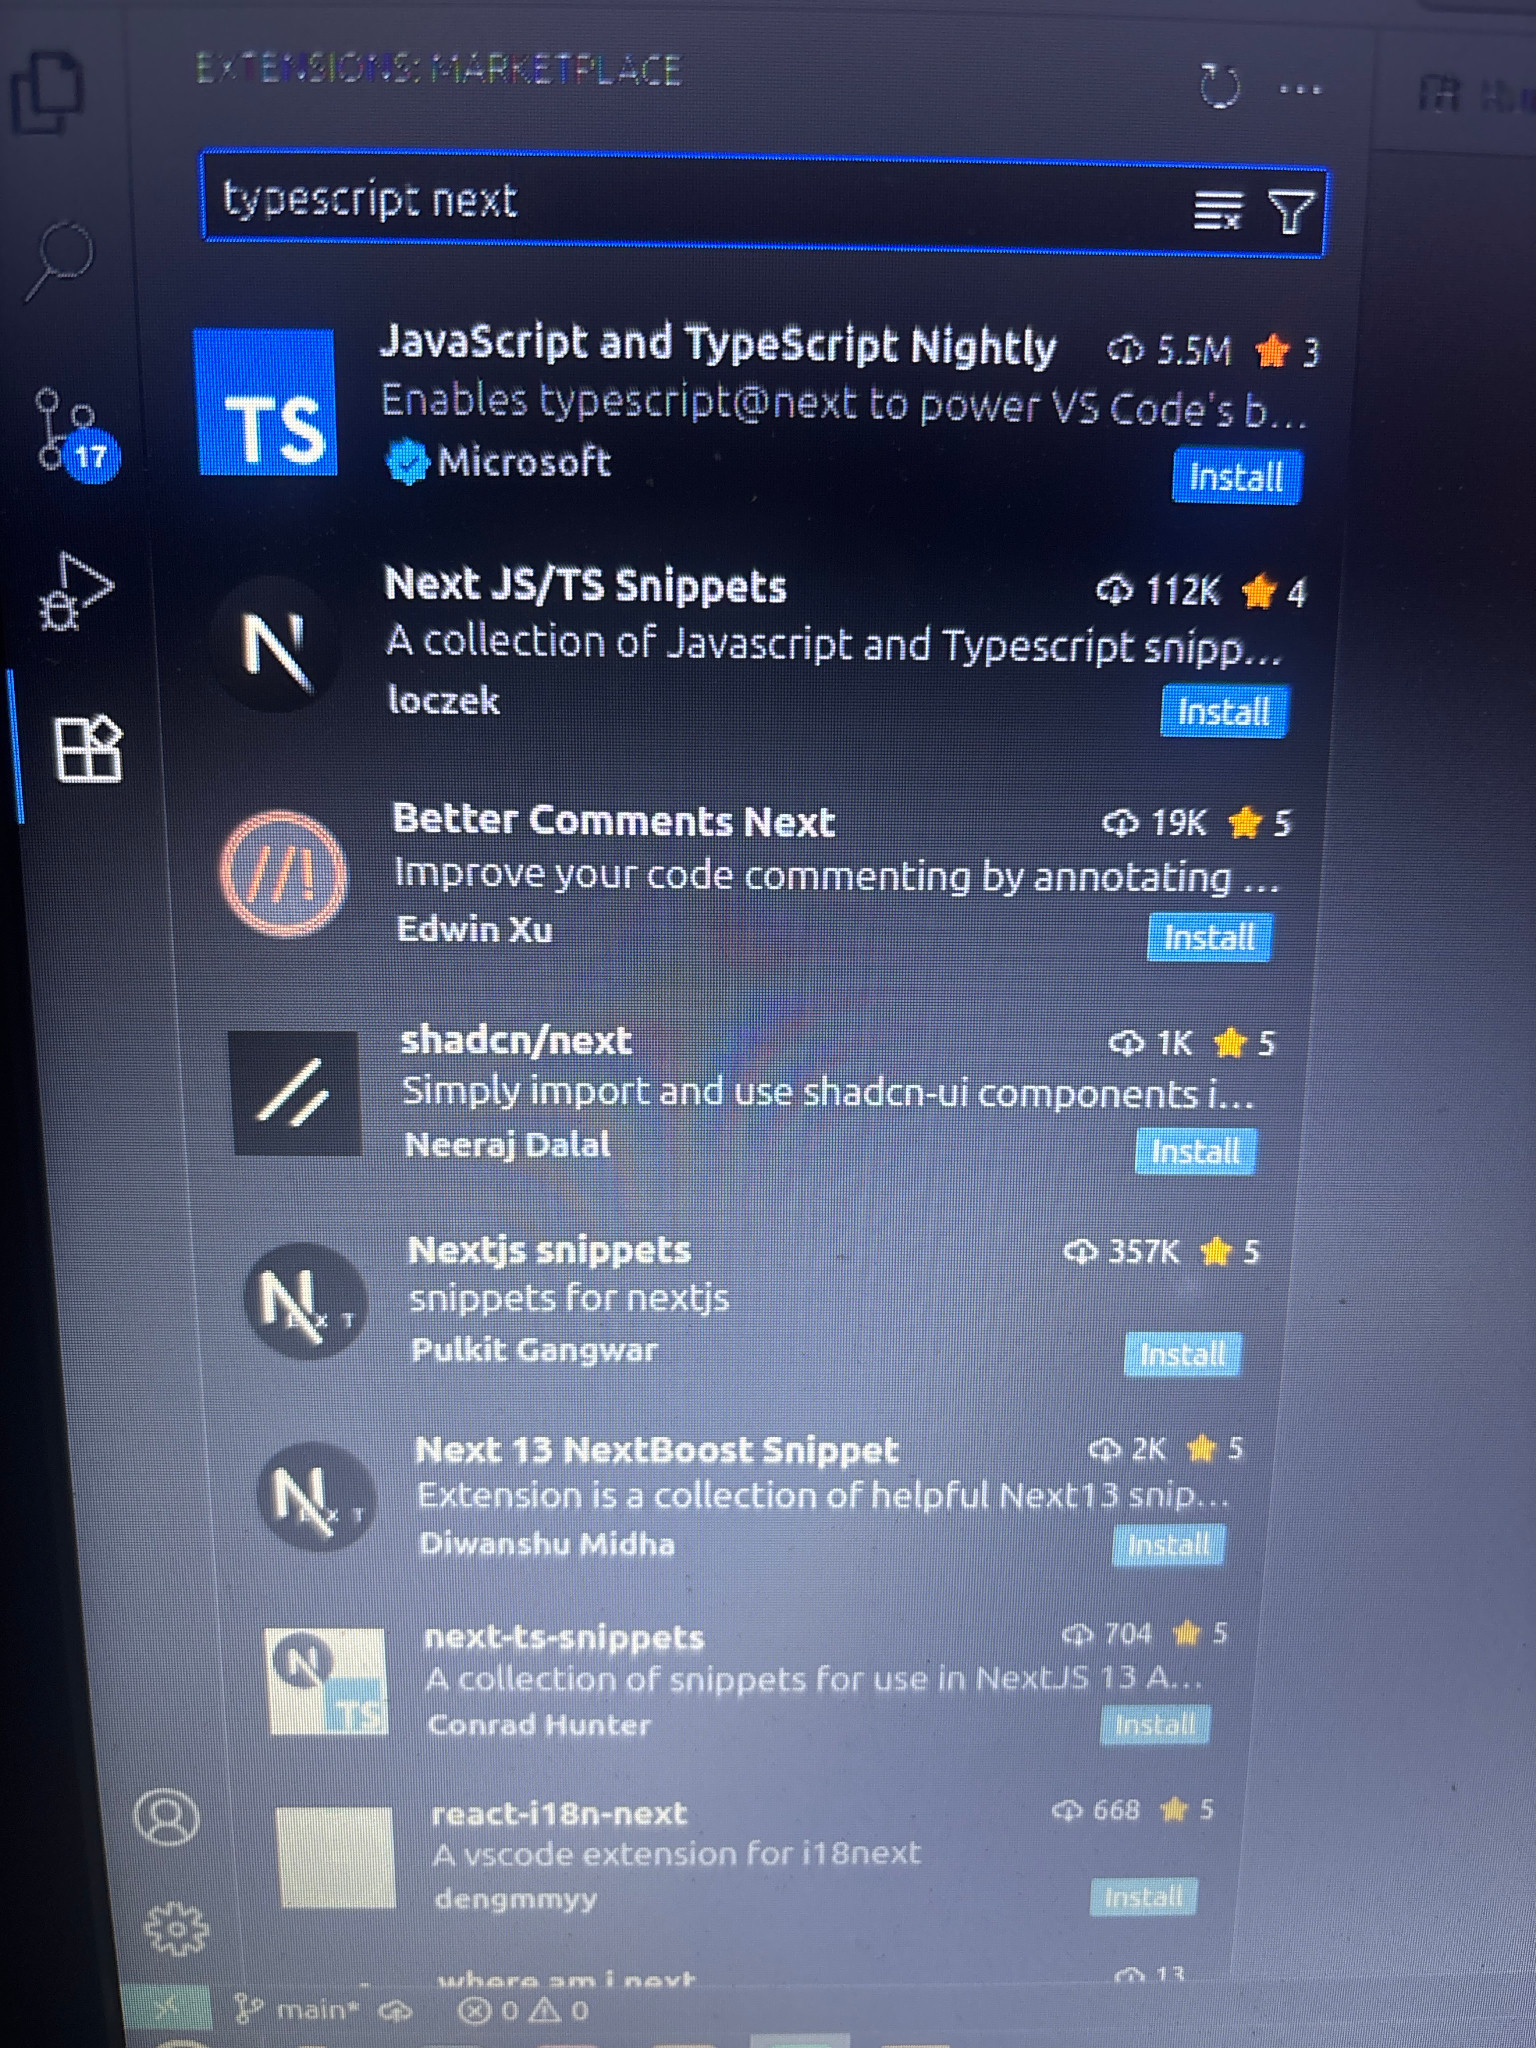 EXTENSIONS: MARKETPLACE
typescript next
JavaScript and TypeScript Nightly 5.5M 3
Enables typescript@next to power VS Code's b...
TS
Microsoft Install
17
Next JS/TS Snippets 112K 4
A collection of Javascript and Typescript snipp...
N
loczek Install
Better Comments Next 19K 5
//! Improve your code commenting by annotating ...
Edwin Xu Install
shadcn/next 1K 5
Simply import and use shadcn-ui components i...
Neeraj Dalal Install
Nextjs snippets 357K 5
NEXT snippets for nextjs
Pulkit Gangwar Install
Next 13 NextBoost Snippet 2K 5
NEXT Extension is a collection of helpful Next13 snip...
Diwanshu Midha Install
next-ts-snippets 704 5
N A collection of snippets for use in NextJS 13 A...
TS
Conrad Hunter Install
react-i18n-next 668 5
A vscode extension for i18next
dengmmyy Install
where am i next 13
main* 0 0